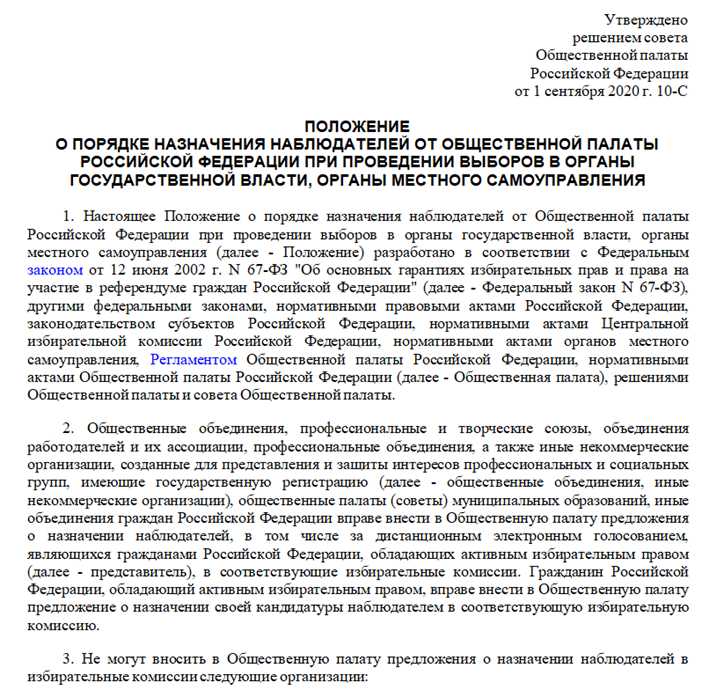 Утверждено
решением совета
Общественной палаты
Российской Федерации
от 1 сентября 2020 г. 10-С
ПОЛОЖЕНИЕ
О ПОРЯДКЕ НАЗНАЧЕНИЯ НАБЛЮДАТЕЛЕЙ ОТ ОБЩЕСТВЕННОЙ ПАЛАТЫ
РОССИЙСКОЙ ФЕДЕРАЦИИ ПРИ ПРОВЕДЕНИИ ВЫБОРОВ В ОРГАНЫ
ГОСУДАРСТВЕННОЙ ВЛАСТИ, ОРГАНЫ МЕСТНОГО САМОУПРАВЛЕНИЯ
1. Настоящее Положение о порядке назначения наблюдателей от Общественной палаты
Российской Федерации при проведении выборов в органы государственной власти, органы
местного самоуправления (далее - Положение) разработано в соответствии с Федеральным
законом от 12 июня 2002 г. N 67-ФЗ "Об основных гарантиях избирательных прав и права на
участие в референдуме граждан Российской Федерации" (далее - Федеральный закон N 67-ФЗ),
другими федеральными законами, нормативными правовыми актами Российской Федерации,
законодательством субъектов Российской Федерации, нормативными актами Центральной
избирательной комиссии Российской Федерации, нормативными актами органов местного
самоуправления, Регламентом Общественной палаты Российской Федерации, нормативными
актами Общественной палаты Российской Федерации (далее - Общественная палата), решениями
Общественной палаты и совета Общественной палаты.
2. Общественные объединения, профессиональные и творческие союзы, объединения
работодателей и их ассоциации, профессиональные объединения, а также иные некоммерческие
организации, созданные для представления и защиты интересов профессиональных и социальных
групп, имеющие государственную регистрацию (далее - общественные объединения, иные
некоммерческие организации), общественные палаты (советы) муниципальных образований, иные
объединения граждан Российской Федерации вправе внести в Общественную палату предложения
о назначении наблюдателей, в том числе за дистанционным электронным голосованием,
являющихся гражданами Российской Федерации, обладающих активным избирательным правом
(далее - представитель), в соответствующие избирательные комиссии. Гражданин Российской
Федерации, обладающий активным избирательным правом, вправе внести в Общественную палату
предложение о назначении своей кандидатуры наблюдателем в соответствующую избирательную
комиссию.
3. Не могут вносить в Общественную палату предложения о назначении наблюдателей в
избирательные комиссии следующие организации: